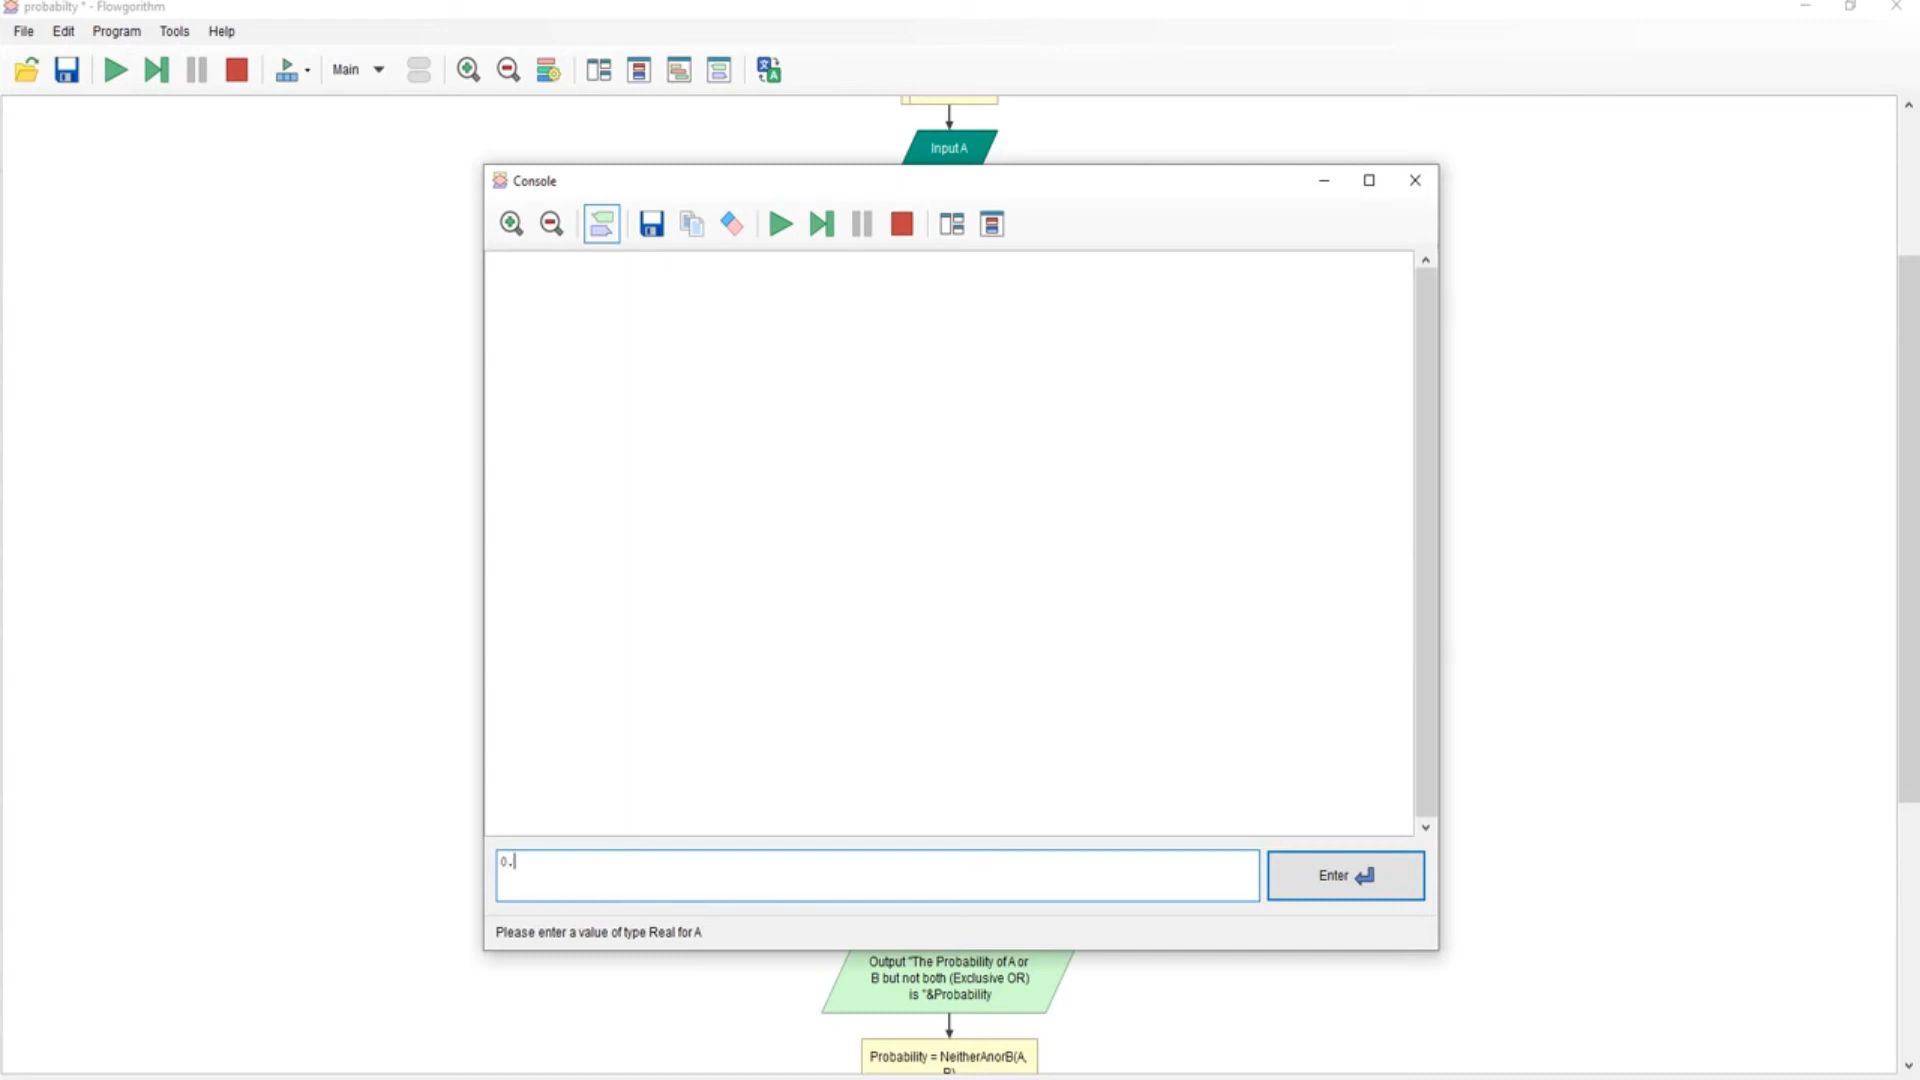 probabilty * - Flowgorithm
File Edit Program Tools Help
Main
Input A
Console
0.
Enter
Please enter a value of type Real for A
Output "The Probability of A or
B but not both (Exclusive OR)
is "&Probability
Probability = NeitherAnorB(A,
B)